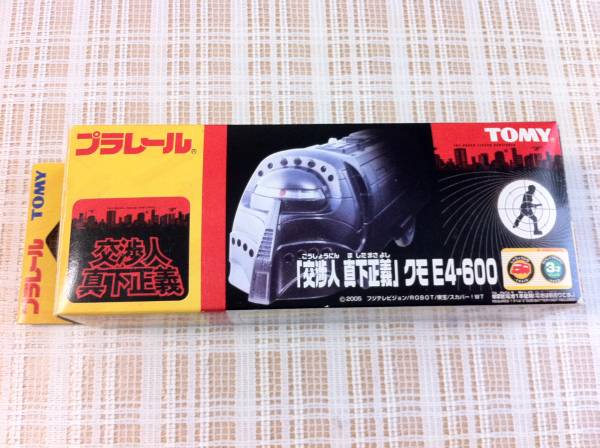 プラレール
TOMY
プラレール
交渉人
真下正義
TOMY
こうしょうにん ましたまさよし
「交渉人 真下正義」クモE4-600
©2005 フジテレビジョン/ROBOT/東宝/スカパー!WT
3才